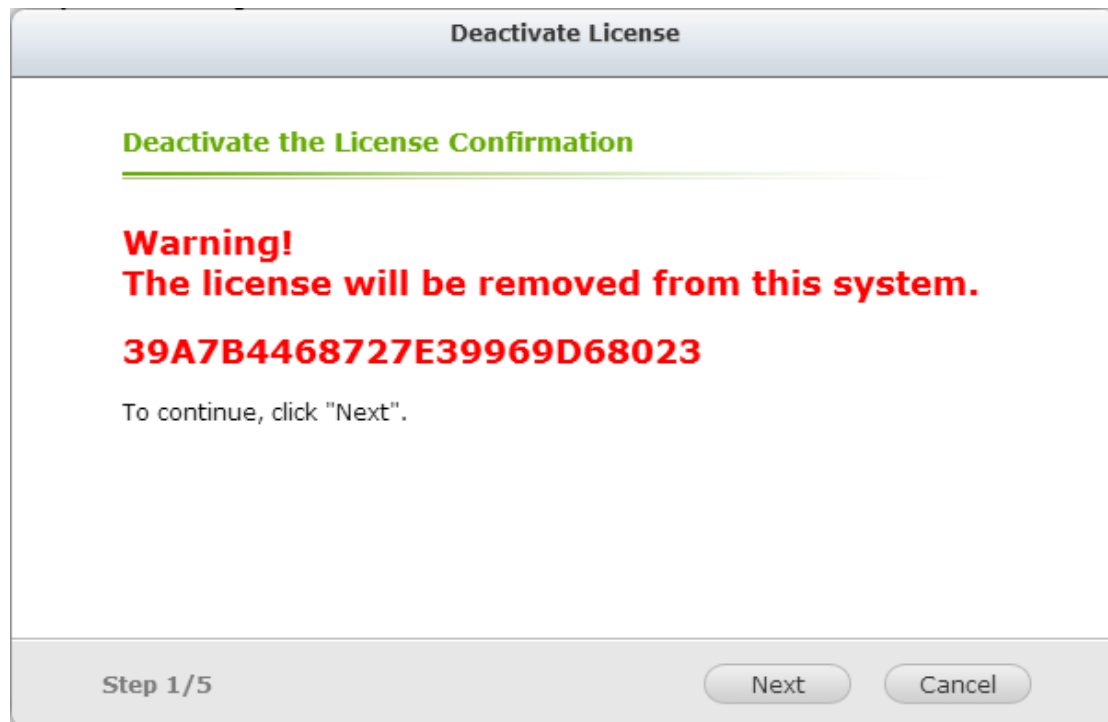 Deactivate License
Deactivate the License Confirmation
Warning!
The license will be removed from this system.
39A7B4468727E39969D68023
To continue, click "Next".
Step 1/5
Next
Cancel